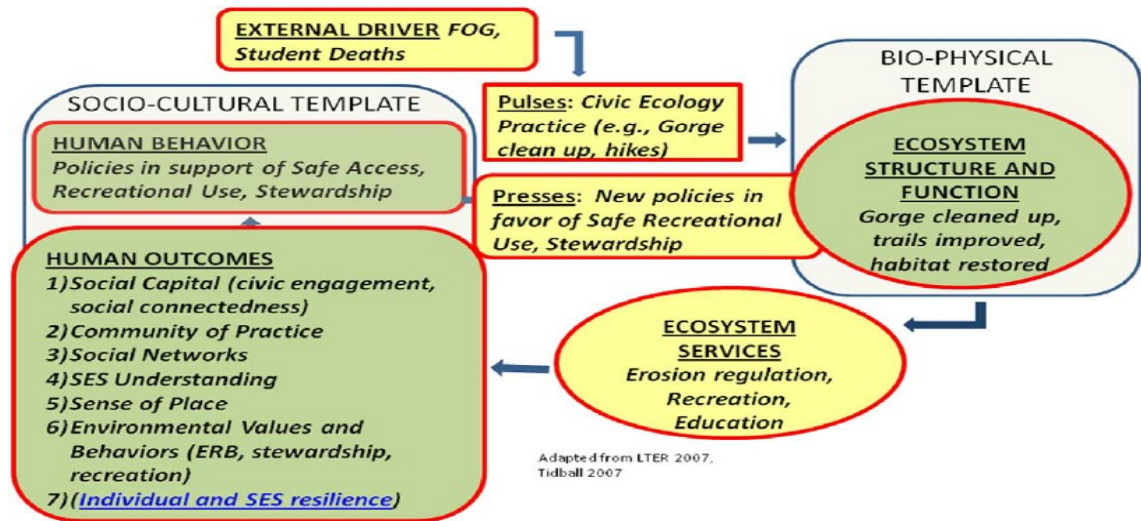 EXTERNAL DRIVER FOG,
Student Deaths
SOCIO-CULTURAL TEMPLATE
HUMAN BEHAVIOR
Policies in support of Safe Access,
Recreational Use, Stewardship
Pulses: Civic Ecology
Practice (e.g., Gorge
clean up, hikes)
Presses: New policies in
favor of Safe Recreational
Use, Stewardship
BIO-PHYSICAL
TEMPLATE
ECOSYSTEM
STRUCTURE AND
FUNCTION
Gorge cleaned up,
trails improved,
habitat restored
ECOSYSTEM
SERVICES
Erosion regulation,
Recreation,
Education
HUMAN OUTCOMES
1)Social Capital (civic engagement,
social connectedness)
2)Community of Practice
3)Social Networks
4)SES Understanding
5)Sense of Place
6)Environmental Values and
Behaviors (ERB, stewardship,
recreation)
7)(Individual and SES resilience)
Adapted from LTER 2007,
Tidball 2007